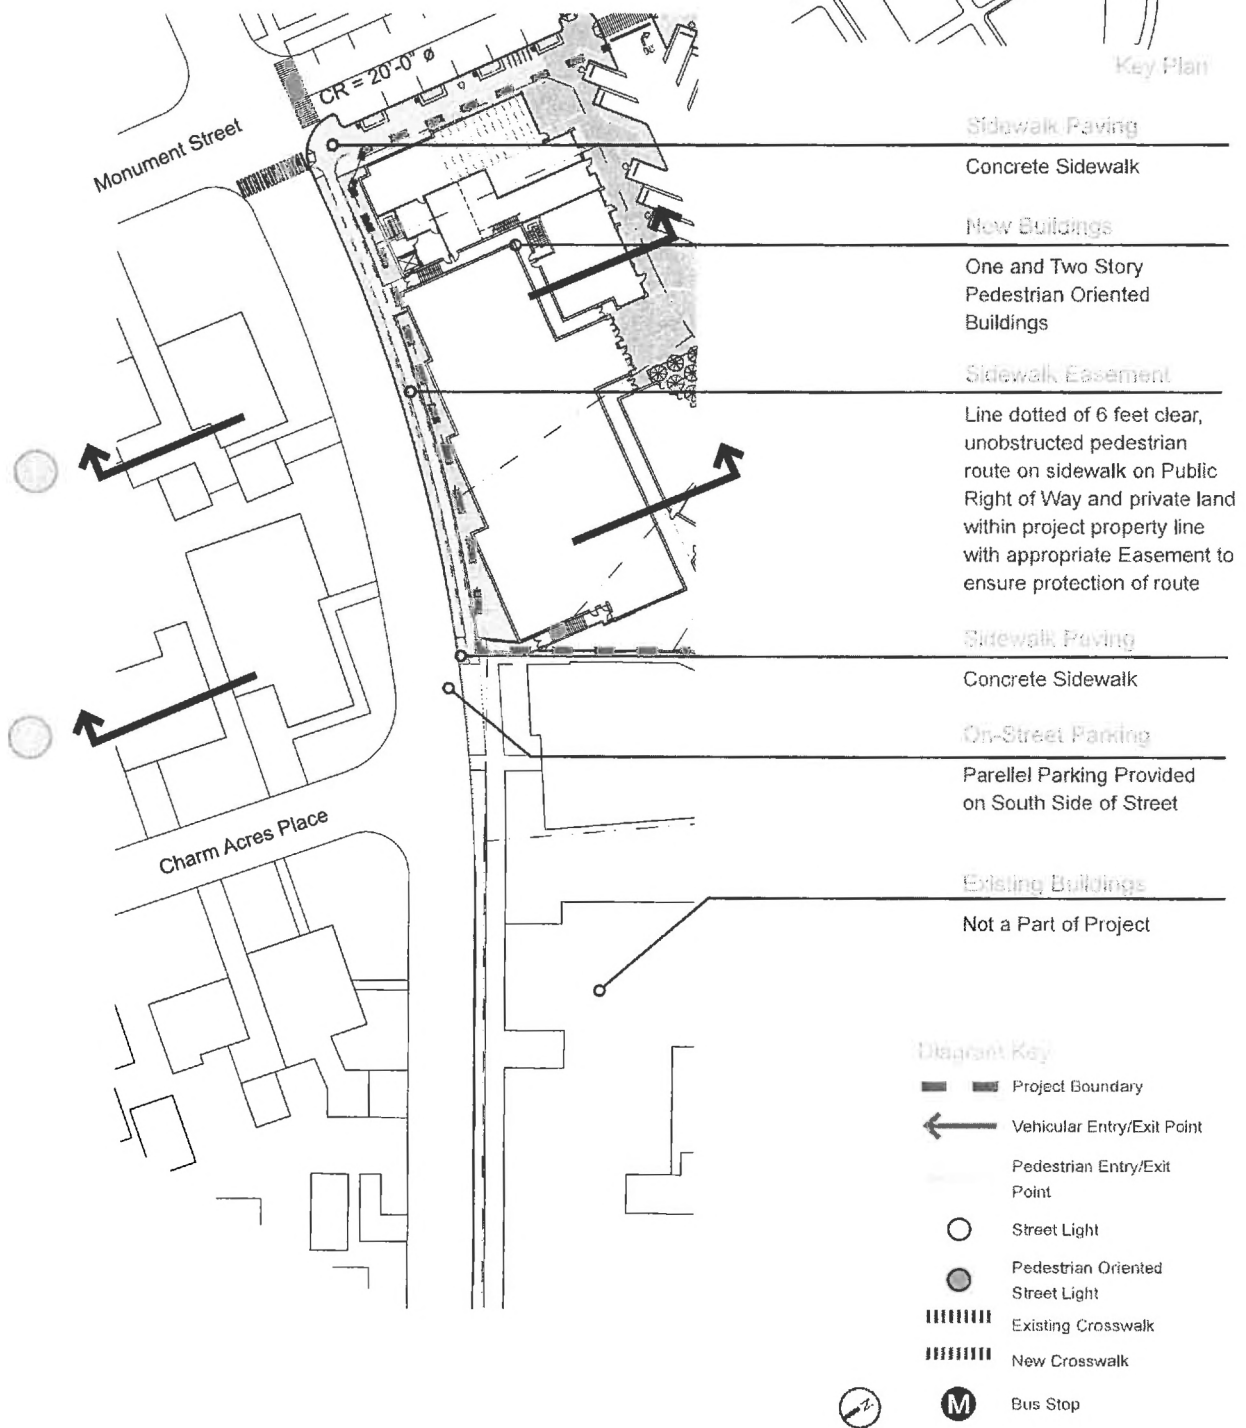 Key Plan
CR = 20'-0" ø
Monument Street
Sidewalk Paving
Concrete Sidewalk
New Buildings
One and Two Story
Pedestrian Oriented
Buildings
Sidewalk Easement
Line dotted of 6 feet clear,
unobstructed pedestrian
route on sidewalk on Public
Right of Way and private land
within project property line
with appropriate Easement to
ensure protection of route
Sidewalk Paving
Concrete Sidewalk
On-Street Parking
Parellel Parking Provided
on South Side of Street
Charm Acres Place
Existing Buildings
Not a Part of Project
Diagram Key
Project Boundary
Vehicular Entry/Exit Point
Pedestrian Entry/Exit
Point
Street Light
Pedestrian Oriented
Street Light
Existing Crosswalk
New Crosswalk
N
M Bus Stop